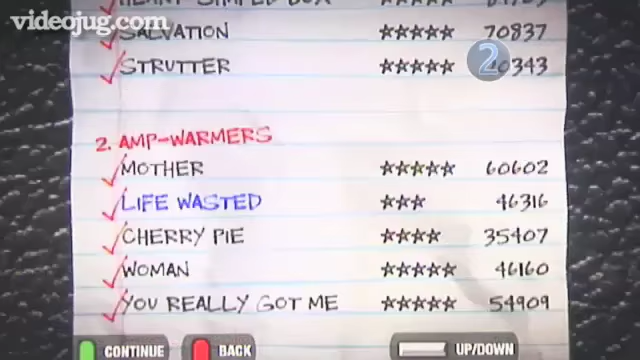 videojug.com
SALVATION ★★★★★ 70837
2
STRUTTER ★★★★★
2. AMP-WARMERS
MOTHER ★★★★★ 60602
LIFE WASTED ★★★ 46316
CHERRY PIE ★★★★ 35407
WOMAN ★★★★★ 46160
YOU REALLY GOT ME ★★★★★ 54909
CONTINUE BACK UP/DOWN